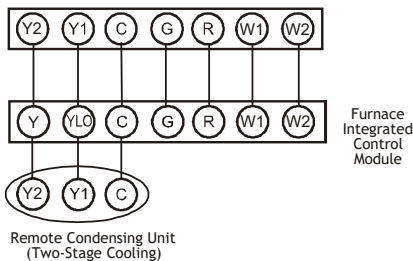 Y2 Y1 C G R W1 W2
Y YLO C G R W1 W2
Furnace
Integrated
Control
Module
Y2 Y1 C
Remote Condensing Unit
(Two-Stage Cooling)